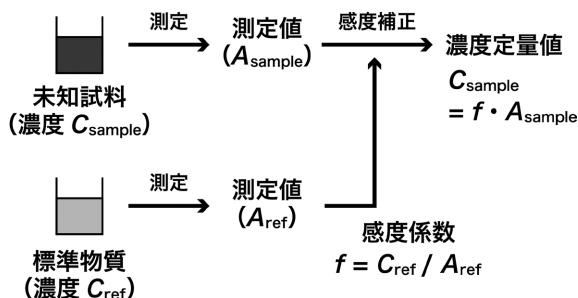 測定
測定値
(Asample)
感度補正
濃度定量値
Csample
= f・Asample
未知試料
(濃度 Csample)
測定
測定値
(Aref)
感度係数
f = Cref / Aref
標準物質
(濃度 Cref)